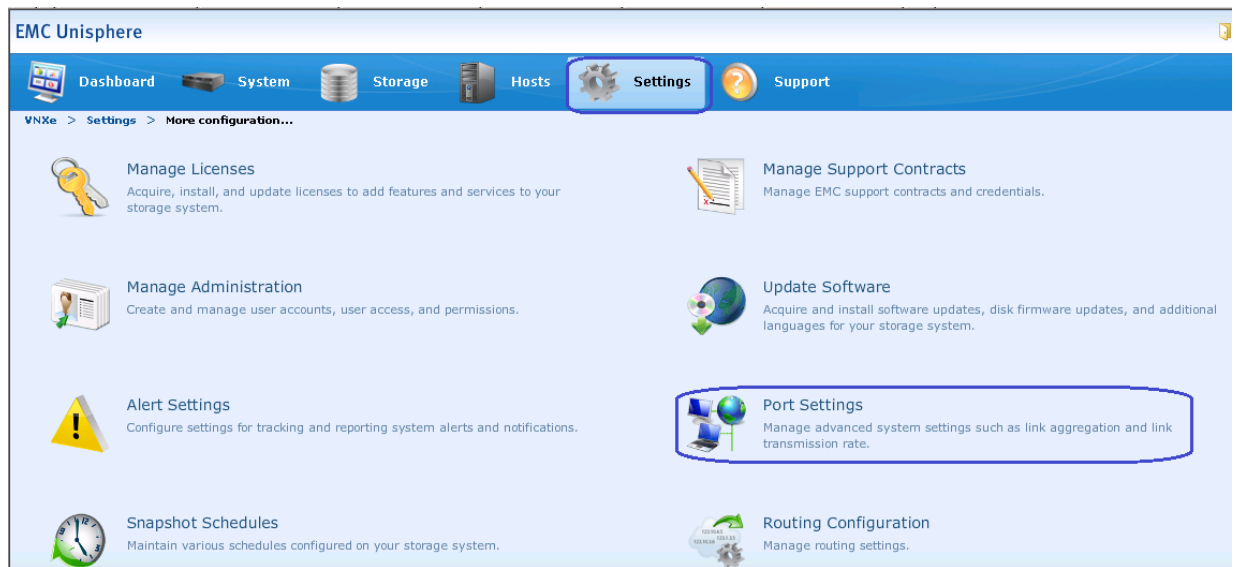 EMC Unisphere
Dashboard System Storage Hosts Settings Support
VNXe > Settings > More configuration...
Manage Licenses
Acquire, install, and update licenses to add features and services to your
storage system.
Manage Support Contracts
Manage EMC support contracts and credentials.
Manage Administration
Create and manage user accounts, user access, and permissions.
Update Software
Acquire and install software updates, disk firmware updates, and additional
languages for your storage system.
Alert Settings
Configure settings for tracking and reporting system alerts and notifications.
Port Settings
Manage advanced system settings such as link aggregation and link
transmission rate.
Snapshot Schedules
Maintain various schedules configured on your storage system.
Routing Configuration
Manage routing settings.